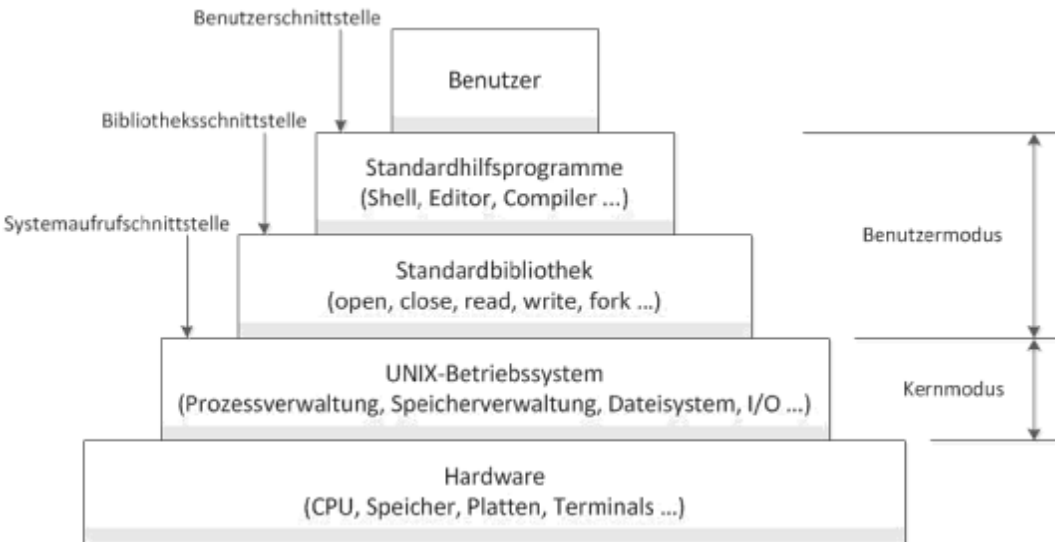 Benutzerschnittstelle
Benutzer
Bibliotheksschnittstelle
Standardhilfsprogramme
(Shell, Editor, Compiler ...)
Systemaufrufschnittstelle
Benutzermodus
Standardbibliothek
(open, close, read, write, fork ...)
UNIX-Betriebssystem
(Prozessverwaltung, Speicherverwaltung, Dateisystem, I/O ...)
Kernmodus
Hardware
(CPU, Speicher, Platten, Terminals ...)